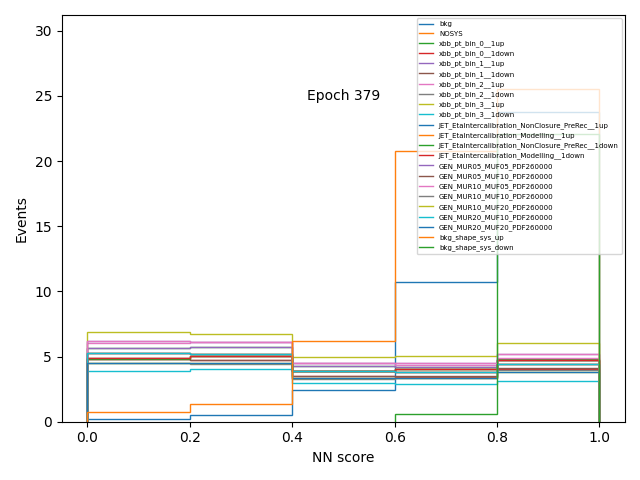 30
25
20
15
10
5
0
Events
Epoch 379
bkg
NOSYS
xbb_pt_bin_0__1up
xbb_pt_bin_0__1down
xbb_pt_bin_1__1up
xbb_pt_bin_1__1down
xbb_pt_bin_2__1up
xbb_pt_bin_2__1down
xbb_pt_bin_3__1up
xbb_pt_bin_3__1down
JET_EtaIntercalibration_NonClosure_PreRec__1up
JET_EtaIntercalibration_Modelling__1up
JET_EtaIntercalibration_NonClosure_PreRec__1down
JET_EtaIntercalibration_Modelling__1down
GEN_MUR05_MUF05_PDF260000
GEN_MUR05_MUF10_PDF260000
GEN_MUR10_MUF05_PDF260000
GEN_MUR10_MUF10_PDF260000
GEN_MUR10_MUF20_PDF260000
GEN_MUR20_MUF10_PDF260000
GEN_MUR20_MUF20_PDF260000
bkg_shape_sys_up
bkg_shape_sys_down
0.0 0.2 0.4 0.6 0.8 1.0
NN score